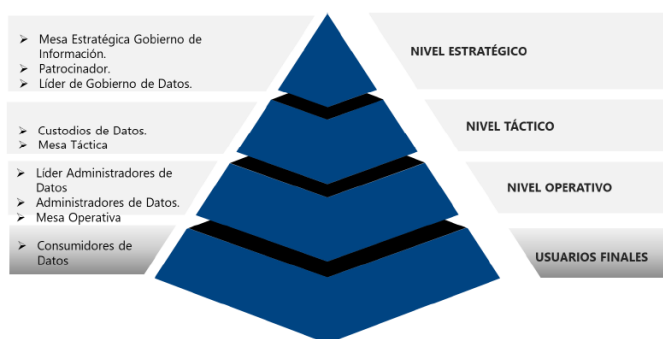 ➢ Mesa Estratégica Gobierno de
Información.
➢ Patrocinador.
➢ Líder de Gobierno de Datos.
NIVEL ESTRATÉGICO
➢ Custodios de Datos.
➢ Mesa Táctica
NIVEL TÁCTICO
➢ Líder Administradores de
Datos
➢ Administradores de Datos.
➢ Mesa Operativa
NIVEL OPERATIVO
➢ Consumidores de
Datos
USUARIOS FINALES